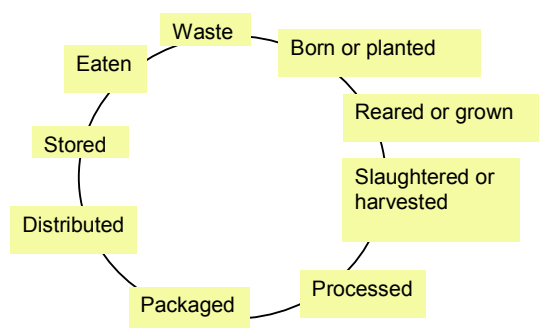 Waste
Born or planted
Eaten
Reared or grown
Stored
Slaughtered or
harvested
Distributed
Processed
Packaged